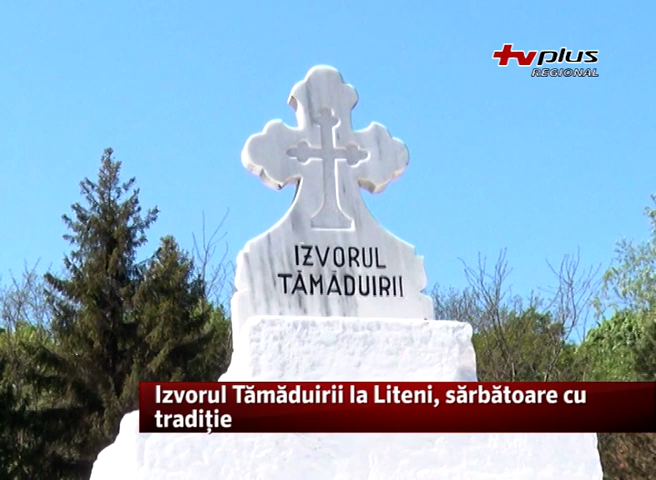 tvplus
REGIONAL
IZVORUL
TĂMĂDUIRII
Izvorul Tămăduirii la Liteni, sărbătoare cu
tradiție